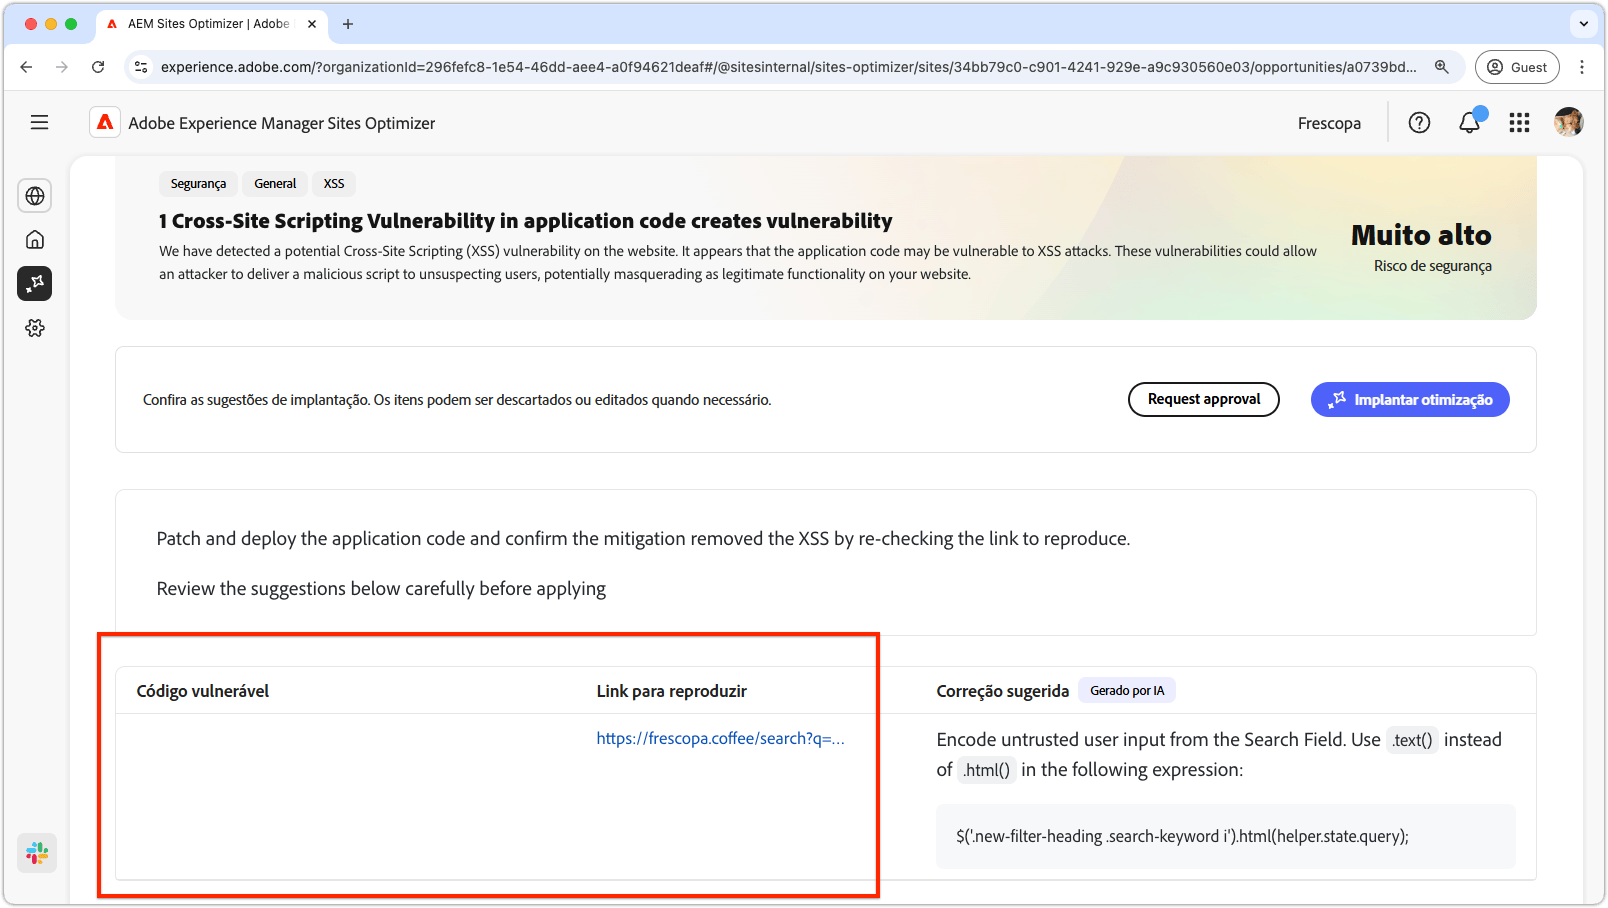 AEM Sites Optimizer | Adobe
experience.adobe.com/?organizationId=296fefc8-1e54-46dd-aee4-a0f94621deaf#/@sitesinternal/sites-optimizer/sites/34bb79c0-c901-4241-929e-a9c930560e03/opportunities/a0739bd...
Guest
Adobe Experience Manager Sites Optimizer
Frescopa
Segurança General XSS
1 Cross-Site Scripting Vulnerability in application code creates vulnerability
We have detected a potential Cross-Site Scripting (XSS) vulnerability on the website. It appears that the application code may be vulnerable to XSS attacks. These vulnerabilities could allow
an attacker to deliver a malicious script to unsuspecting users, potentially masquerading as legitimate functionality on your website.
Muito alto
Risco de segurança
Confira as sugestões de implantação. Os itens podem ser descartados ou editados quando necessário.
Request approval
Implantar otimização
Patch and deploy the application code and confirm the mitigation removed the XSS by re-checking the link to reproduce.
Review the suggestions below carefully before applying
Código vulnerável
Link para reproduzir
Correção sugerida
Gerado por IA
https://frescopa.coffee/search?q=...
Encode untrusted user input from the Search Field. Use .text() instead
of .html() in the following expression:
$('.new-filter-heading .search-keyword i').html(helper.state.query);